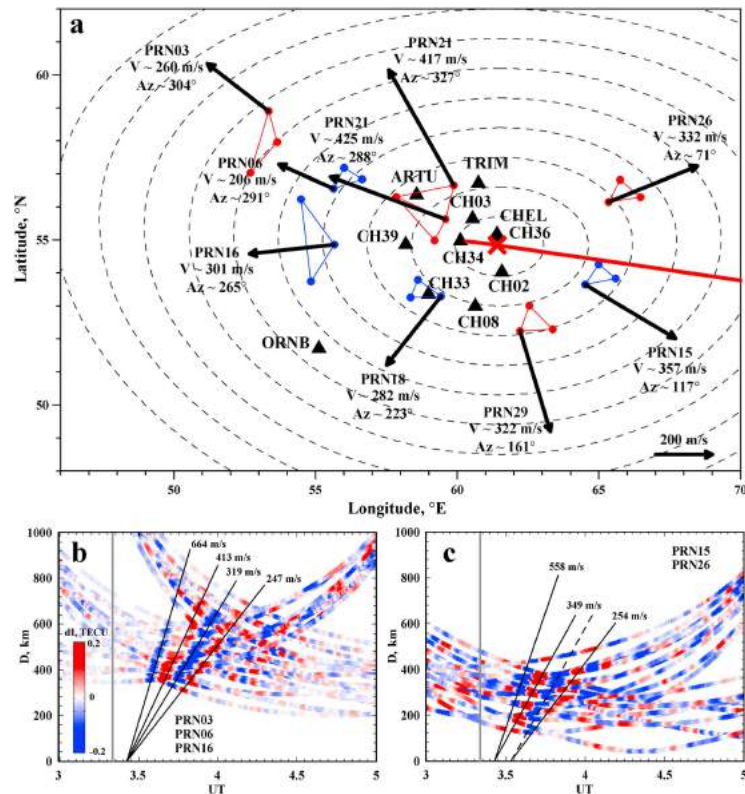 a
PRN03
V ~ 260 m/s
Az ~ 304°
PRN21
V ~ 417 m/s
Az ~ 327°
PRN21
V ~ 425 m/s
Az ~ 288°
PRN26
V ~ 332 m/s
Az ~ 71°
PRN06
V ~ 206 m/s
Az ~ 291°
ARTU
TRIM
CH03
CHEL
CH36
CH39
CH34
PRN16
V ~ 301 m/s
Az ~ 265°
CH02
CH33
CH08
ORNB
PRN18
V ~ 282 m/s
Az ~ 223°
PRN29
V ~ 322 m/s
Az ~ 161°
PRN15
V ~ 357 m/s
Az ~ 117°
200 m/s
Latitude, °N
62
60
55
50
48
50
55
60
65
70
Longitude, °E
b
664 m/s
413 m/s
319 m/s
247 m/s
dI, TECU
0.2
0
-0.2
PRN03
PRN06
PRN16
D, km
1000
800
600
400
200
0
3
3.5
4
4.5
5
UT
c
PRN15
PRN26
558 m/s
349 m/s
254 m/s
D, km
1000
800
600
400
200
0
3
3.5
4
4.5
5
UT